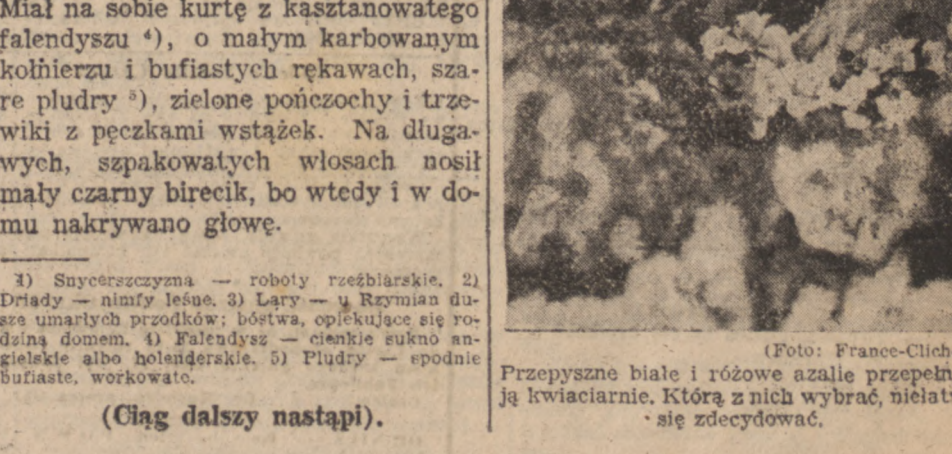 Miał na sobie kurtę z kasztanowatego
falendyszu ⁴), o małym karbowanym
kołnierzu i bufiastych rękawach, sza-
re pludry ⁵), zielone pończochy i trze-
wiki z pęczkami wstążek. Na długa-
wych, szpakowatych włosach nosił
mały czarny birecik, bo wtedy i w do-
mu nakrywano głowę.
1) Snycerszczyzna — roboty rzeźbiarskie. 2)
Driady — nimfy leśne. 3) Lary — u Rzymian du-
sze umarłych przodków; bóstwa, opiekujące się ro-
dziną domem. 4) Falendysz — cienkie sukno an-
gielskie albo holenderskie. 5) Pludry — spodnie
bufiaste, workowate.
(Ciąg dalszy nastąpi).
(Foto: France-Clich
Przepyszne białe i różowe azalie przepełn
ją kwiaciarnie. Którą z nich wybrać, niełat
się zdecydować.